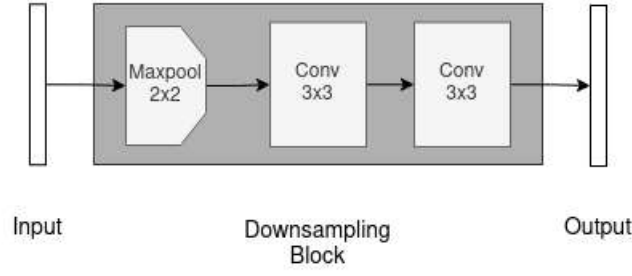 Maxpool
2x2
Conv
3x3
Conv
3x3
Input
Downsampling
Block
Output